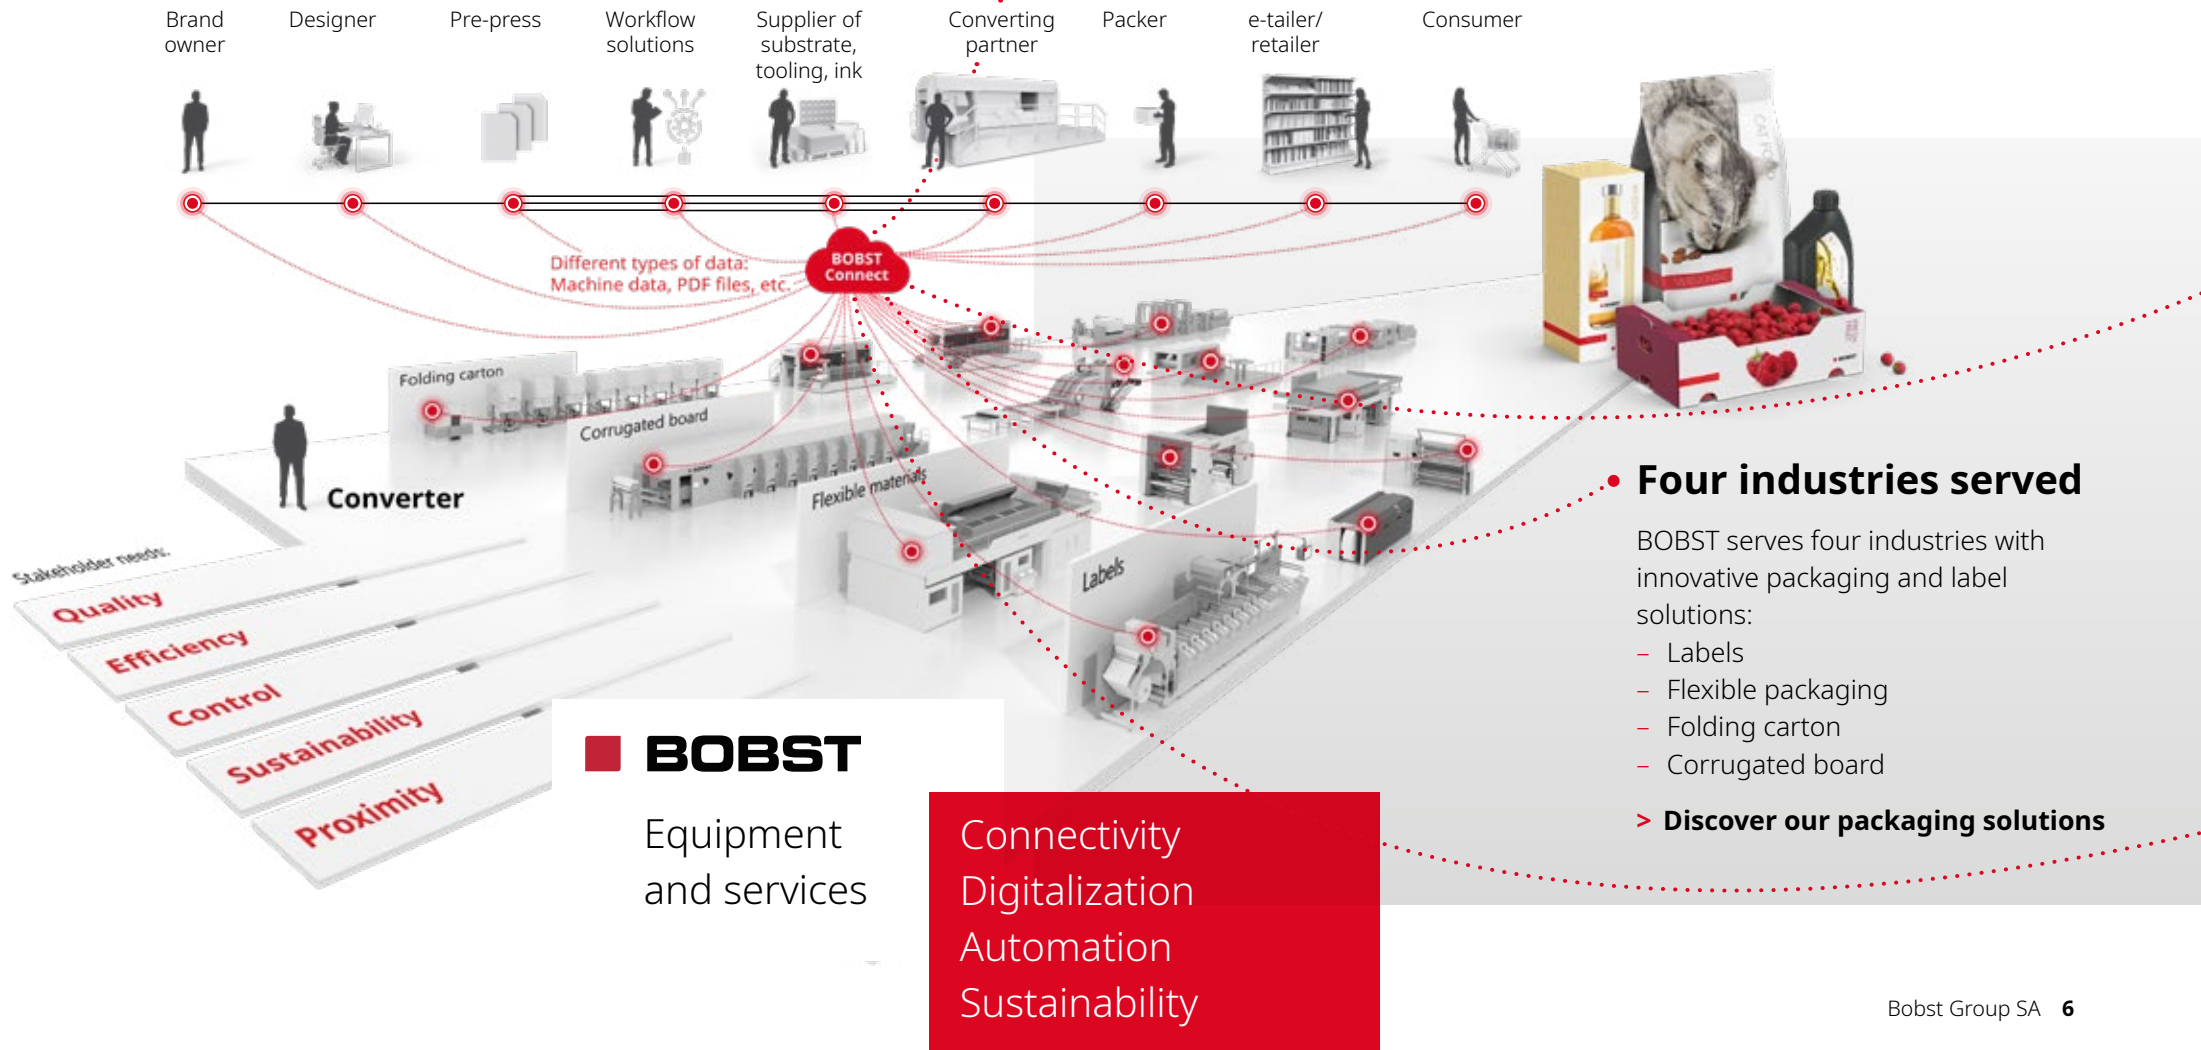 Brand
owner
Designer
Pre-press
Workflow
solutions
Supplier of
substrate,
tooling, ink
Converting
partner
Packer
e-tailer/
retailer
Consumer
Different types of data:
Machine data, PDF files, etc.
BOBST
Connect
CAT FOOD
Folding carton
Corrugated board
Flexible materials
Labels
Converter
Stakeholder needs:
Quality
Efficiency
Control
Sustainability
Proximity
BOBST
Equipment
and services
Connectivity
Digitalization
Automation
Sustainability
• Four industries served
BOBST serves four industries with
innovative packaging and label
solutions:
– Labels
– Flexible packaging
– Folding carton
– Corrugated board
> Discover our packaging solutions
Bobst Group SA 6